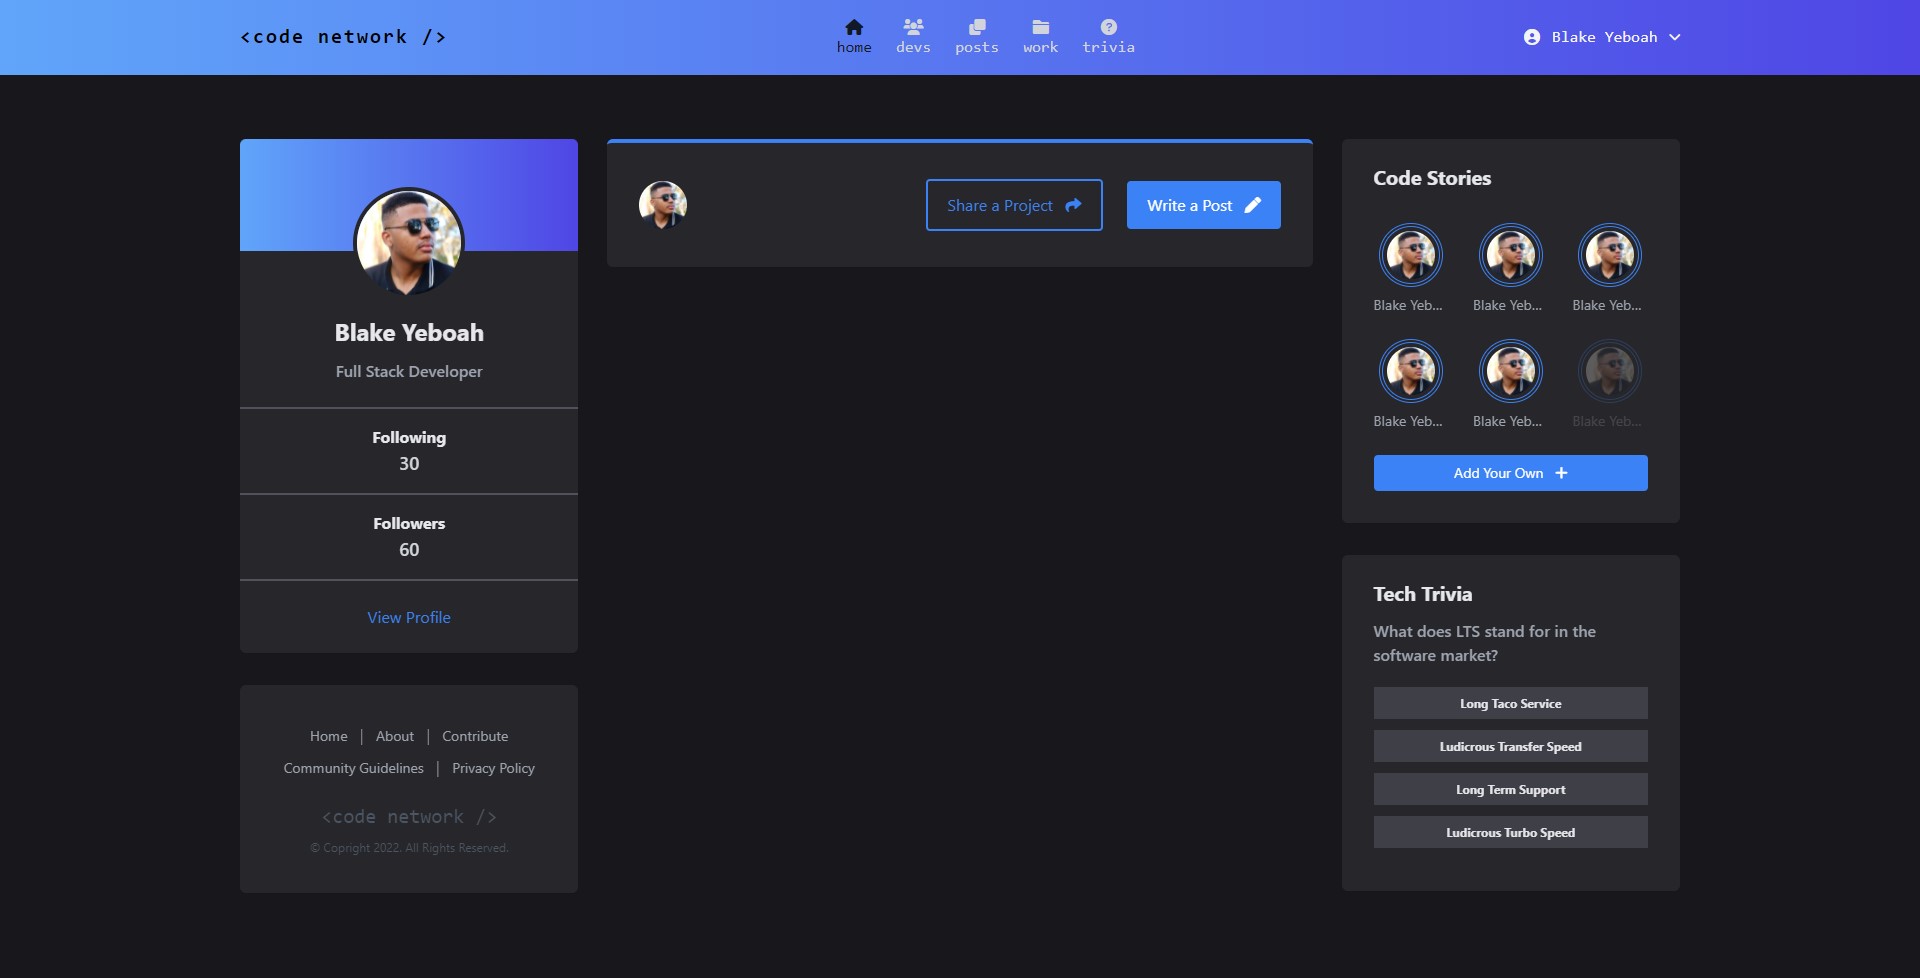 <code network />
home
devs
posts
work
trivia
Blake Yeboah
Blake Yeboah
Full Stack Developer
Following
30
Followers
60
View Profile
Home | About | Contribute
Community Guidelines | Privacy Policy
<code network />
© Copright 2022. All Rights Reserved.
Share a Project
Write a Post
Code Stories
Blake Yeb... Blake Yeb... Blake Yeb...
Blake Yeb... Blake Yeb... Blake Yeb...
Add Your Own +
Tech Trivia
What does LTS stand for in the
software market?
Long Taco Service
Ludicrous Transfer Speed
Long Term Support
Ludicrous Turbo Speed